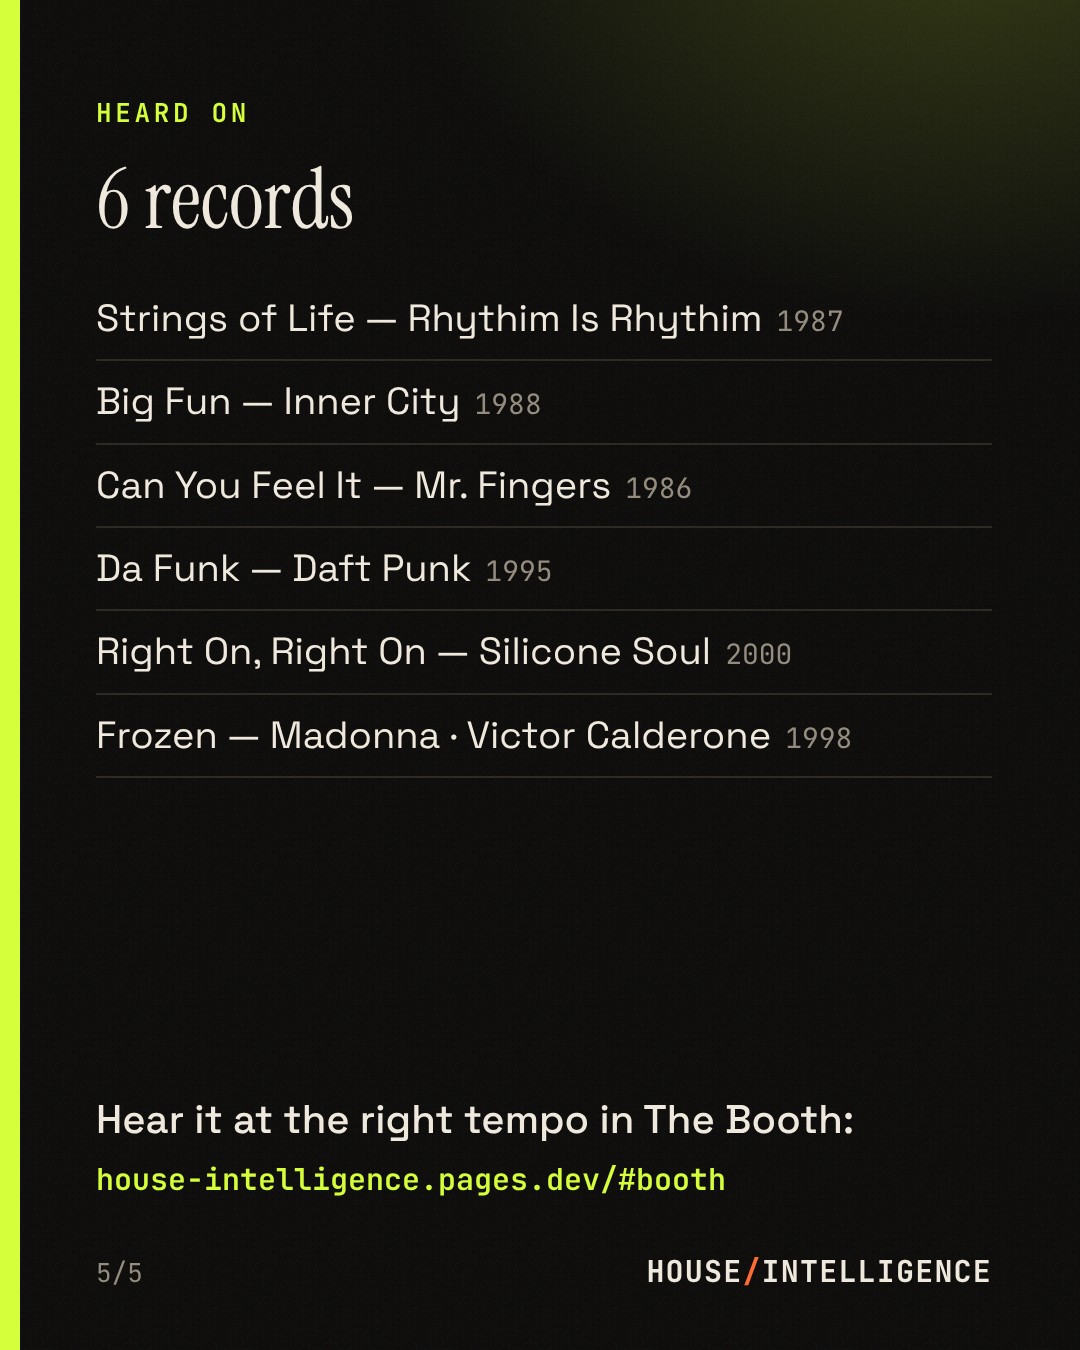 HEARD ON
6 records
Strings of Life — Rhythim Is Rhythim 1987
Big Fun — Inner City 1988
Can You Feel It — Mr. Fingers 1986
Da Funk — Daft Punk 1995
Right On, Right On — Silicone Soul 2000
Frozen — Madonna · Victor Calderone 1998
Hear it at the right tempo in The Booth:
house-intelligence.pages.dev/#booth
5/5
HOUSE/INTELLIGENCE